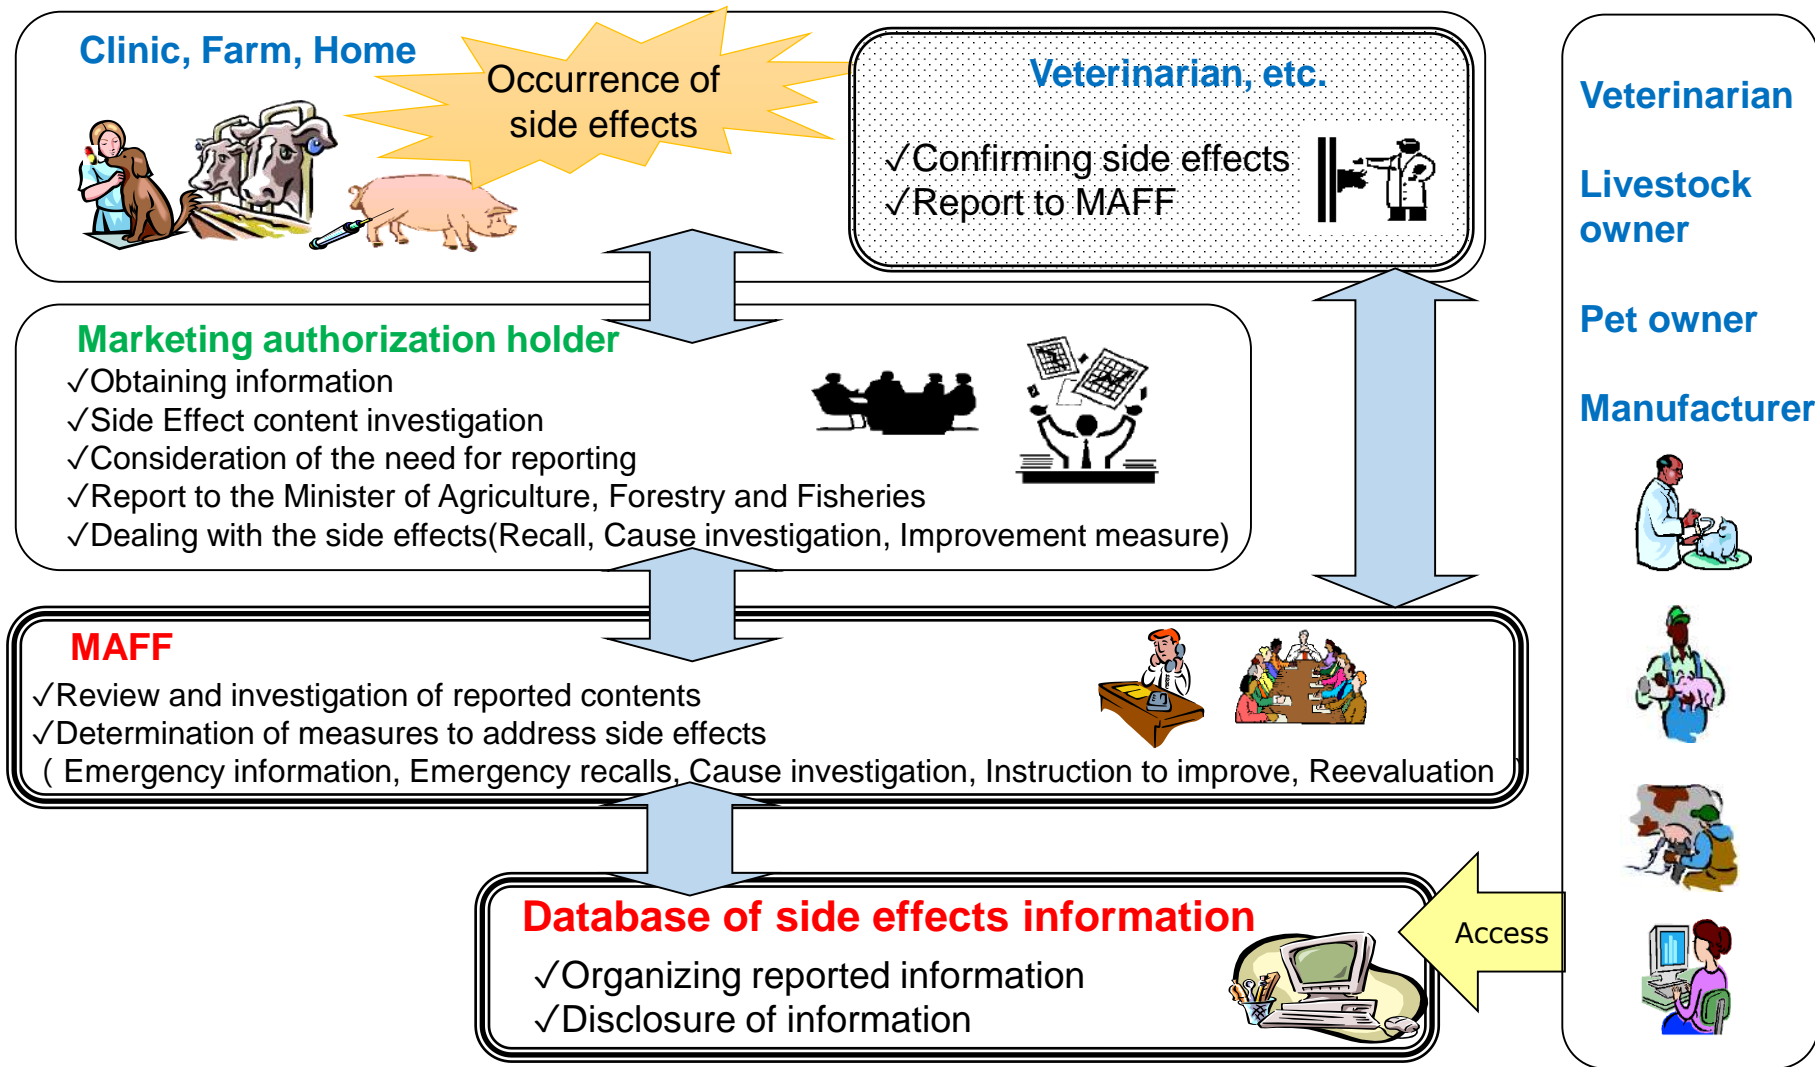 Clinic, Farm, Home
Occurrence of
side effects
Veterinarian, etc.
✓Confirming side effects
✓Report to MAFF
Marketing authorization holder
✓Obtaining information
✓Side Effect content investigation
✓Consideration of the need for reporting
✓Report to the Minister of Agriculture, Forestry and Fisheries
✓Dealing with the side effects(Recall, Cause investigation, Improvement measure)
MAFF
✓Review and investigation of reported contents
✓Determination of measures to address side effects
( Emergency information, Emergency recalls, Cause investigation, Instruction to improve, Reevaluation
Database of side effects information
✓Organizing reported information
✓Disclosure of information
Access
Veterinarian
Livestock
owner
Pet owner
Manufacturer